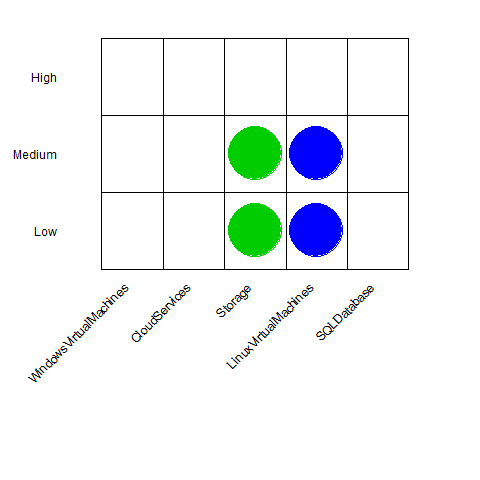 High
Medium
Low
WindowsVirtualMachines
CloudServices
Storage
LinuxVirtualMachines
SQLDatabase